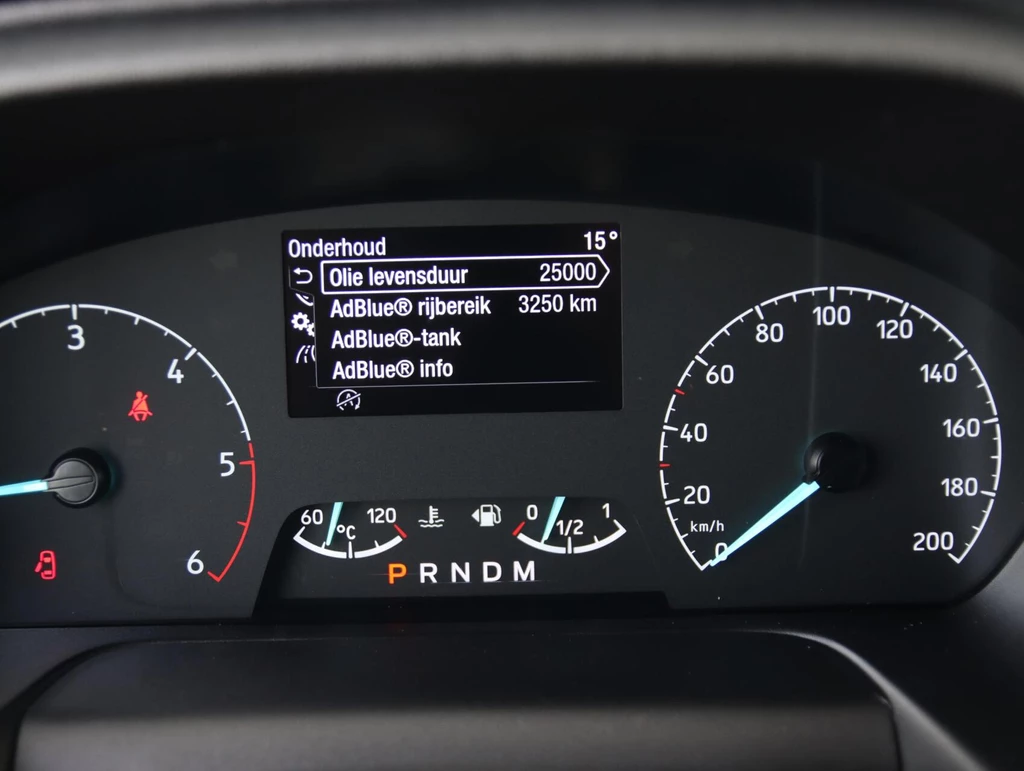 Onderhoud 15°
Olie levensduur 25000
AdBlue® rijbereik 3250 km
AdBlue®-tank
AdBlue® info
3
4
5
6
60 °C 120
0 1/2 1
P R N D M
0
20
40
60
80
100
120
140
160
180
200
km/h